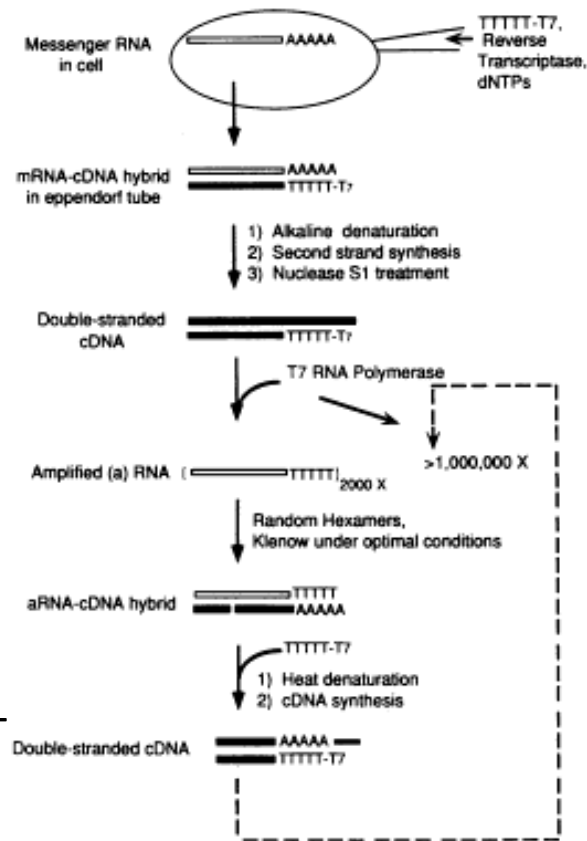 Messenger RNA
in cell
AAAAA
TTTTT-T7,
Reverse
Transcriptase,
dNTPs
mRNA-cDNA hybrid
in eppendorf tube
AAAAA
TTTTT-T7
1) Alkaline denaturation
2) Second strand synthesis
3) Nuclease S1 treatment
Double-stranded
cDNA
TTTTT-T7
T7 RNA Polymerase
>1,000,000 X
Amplified (a) RNA
TTTTT
2000 X
Random Hexamers,
Klenow under optimal conditions
aRNA-cDNA hybrid
TTTTT
AAAAA
TTTTT-T7
1) Heat denaturation
2) cDNA synthesis
Double-stranded cDNA
AAAAA
TTTTT-T7